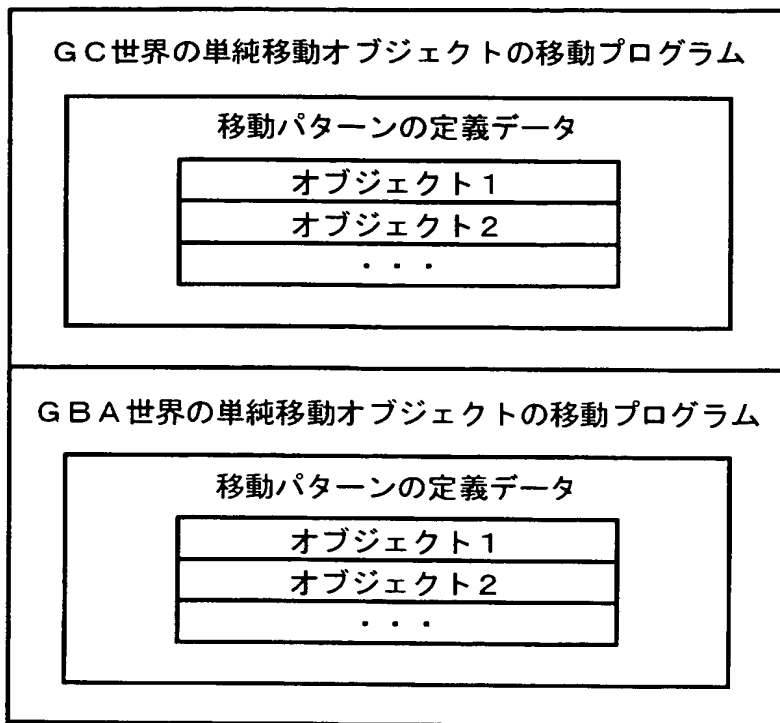 GC世界の単純移動オブジェクトの移動プログラム
移動パターンの定義データ
オブジェクト1
オブジェクト2
・・・
GBA世界の単純移動オブジェクトの移動プログラム
移動パターンの定義データ
オブジェクト1
オブジェクト2
・・・